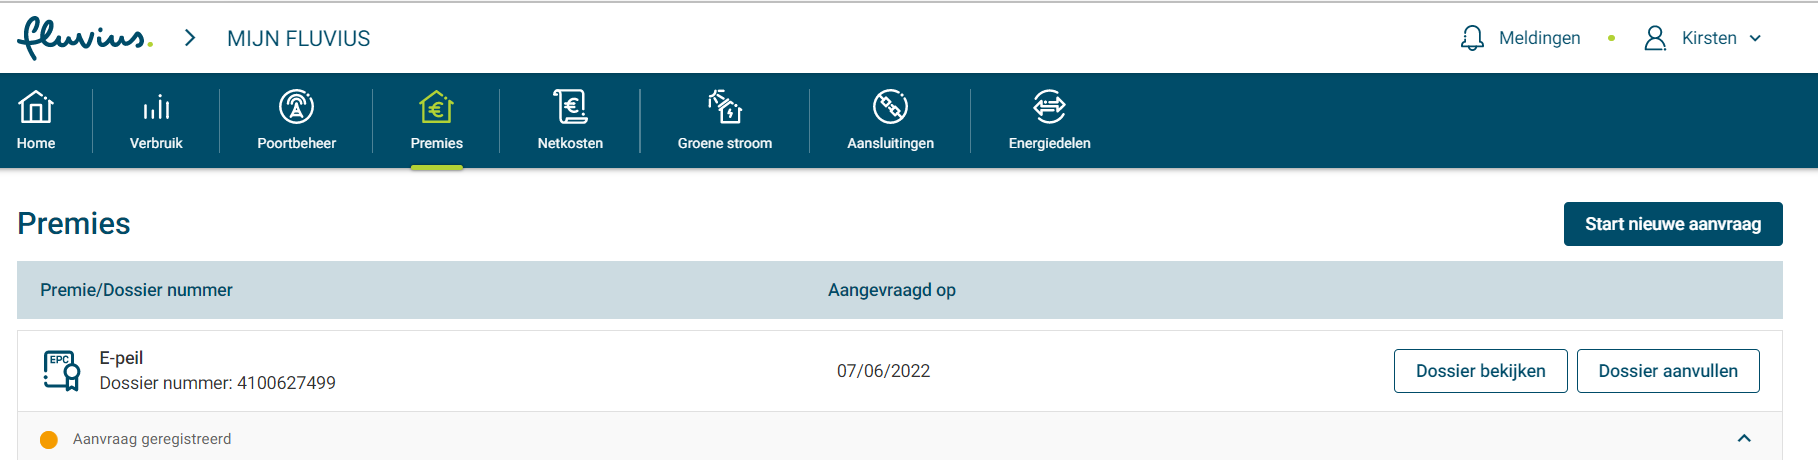 fluvius. MIJN FLUVIUS Meldingen Kirsten
Home Verbruik Poortbeheer Premies Netkosten Groene stroom Aansluitingen Energiedelen
Premies Start nieuwe aanvraag
Premie/Dossier nummer Aangevraagd op
EPC E-peil
Dossier nummer: 4100627499 07/06/2022 Dossier bekijken Dossier aanvullen
Aanvraag geregistreerd